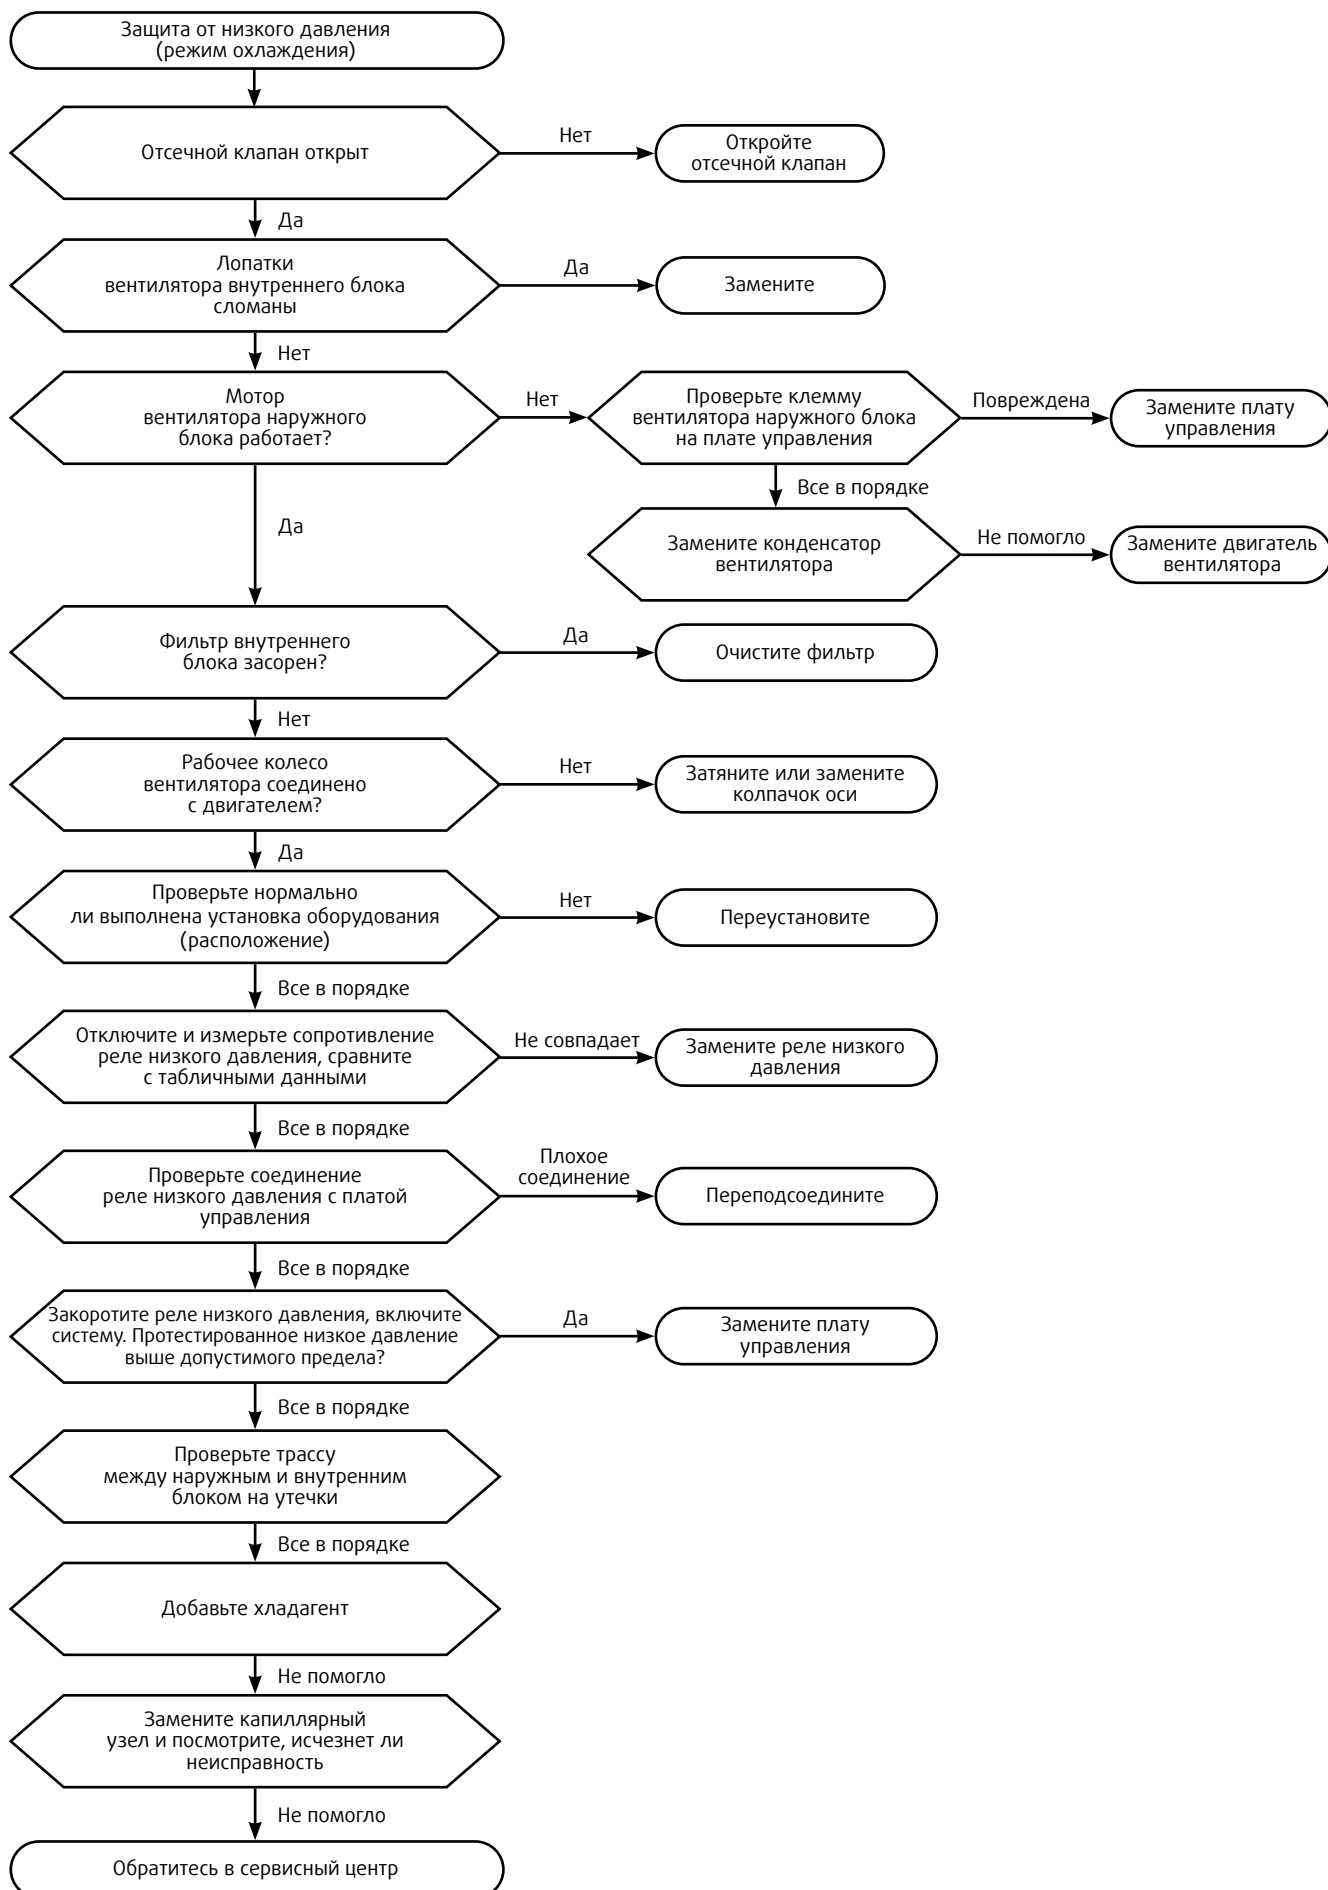 Защита от низкого давления
(режим охлаждения)
Отсечной клапан открыт
Нет
Откройте
отсечной клапан
Да
Лопатки
вентилятора внутреннего блока
сломаны
Да
Замените
Нет
Мотор
вентилятора наружного
блока работает?
Нет
Проверьте клемму
вентилятора наружного блока
на плате управления
Повреждена
Замените плату
управления
Все в порядке
Да
Замените конденсатор
вентилятора
Не помогло
Замените двигатель
вентилятора
Фильтр внутреннего
блока засорен?
Да
Очистите фильтр
Нет
Рабочее колесо
вентилятора соединено
с двигателем?
Нет
Затяните или замените
колпачок оси
Да
Проверьте нормально
ли выполнена установка оборудования
(расположение)
Нет
Переустановите
Все в порядке
Отключите и измерьте сопротивление
реле низкого давления, сравните
с табличными данными
Не совпадает
Замените реле низкого
давления
Все в порядке
Проверьте соединение
реле низкого давления с платой
управления
Плохое
соединение
Переподсоедините
Все в порядке
Закоротите реле низкого давления, включите
систему. Протестированное низкое давление
выше допустимого предела?
Да
Замените плату
управления
Все в порядке
Проверьте трассу
между наружным и внутренним
блоком на утечки
Все в порядке
Добавьте хладагент
Не помогло
Замените капиллярный
узел и посмотрите, исчезнет ли
неисправность
Не помогло
Обратитесь в сервисный центр